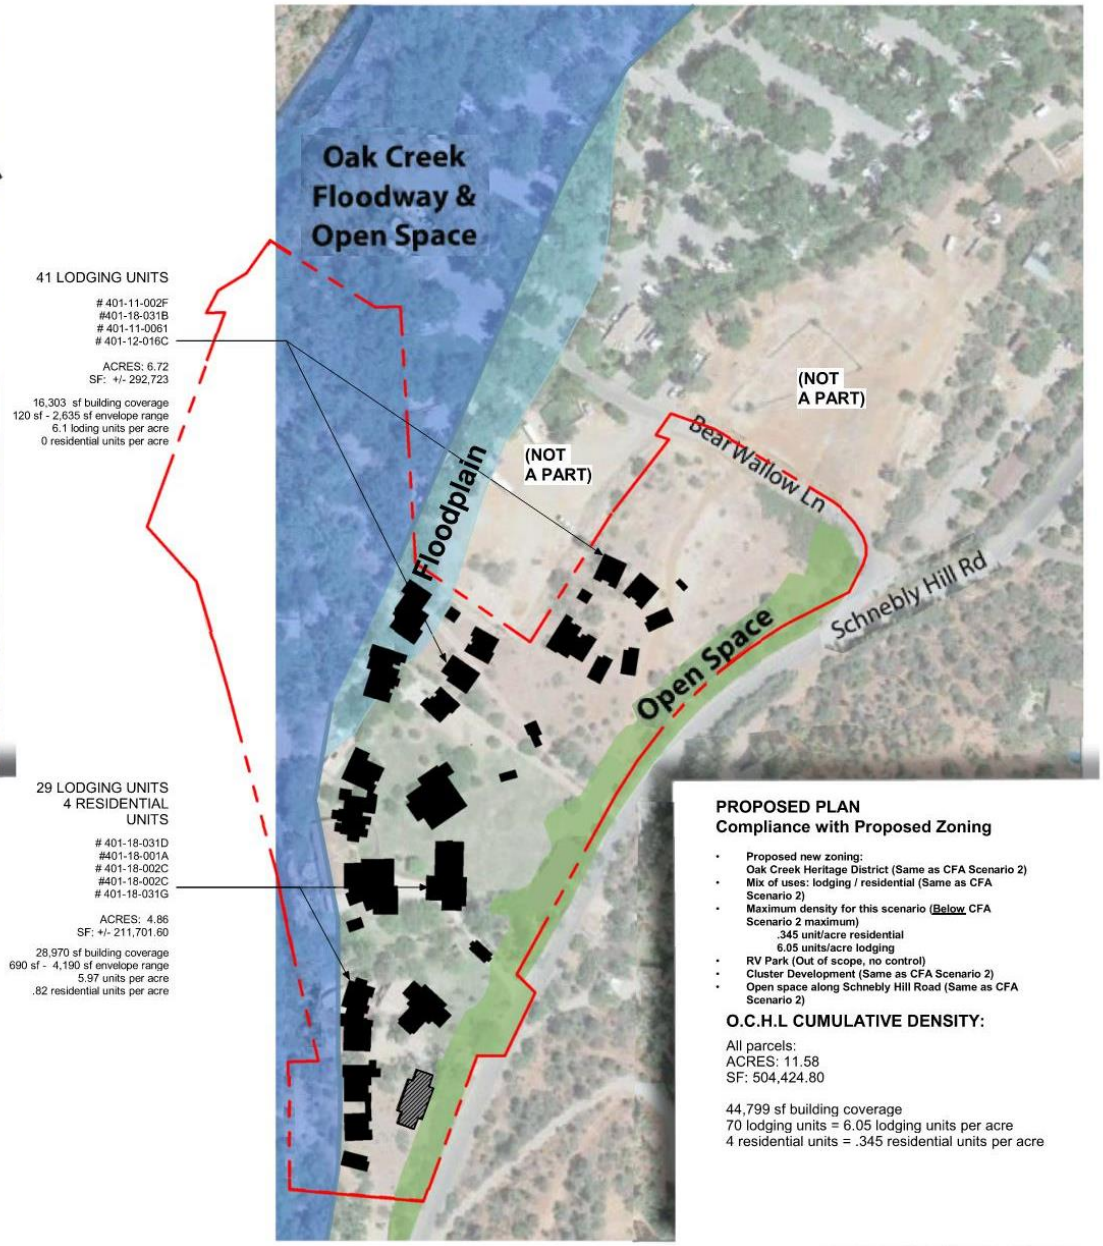 Oak Creek
Floodway &
Open Space
41 LODGING UNITS
# 401-11-002F
#401-18-031B
# 401-11-0061
# 401-12-016C
ACRES: 6.72
SF: +/- 292,723
16,303 sf building coverage
120 sf - 2,635 sf envelope range
6.1 loding units per acre
0 residential units per acre
(NOT
A PART)
(NOT
A PART)
Bear Wallow Ln
Floodplain
Schnebly Hill Rd
Open Space
29 LODGING UNITS
4 RESIDENTIAL
UNITS
# 401-18-031D
#401-18-001A
# 401-18-002C
#401-18-002C
# 401-18-031G
ACRES: 4.86
SF: +/- 211,701.60
28,970 sf building coverage
690 sf - 4,190 sf envelope range
5.97 units per acre
.82 residential units per acre
PROPOSED PLAN
Compliance with Proposed Zoning
• Proposed new zoning:
Oak Creek Heritage District (Same as CFA Scenario 2)
• Mix of uses: lodging / residential (Same as CFA
Scenario 2)
• Maximum density for this scenario (Below CFA
Scenario 2 maximum)
.345 unit/acre residential
6.05 units/acre lodging
• RV Park (Out of scope, no control)
• Cluster Development (Same as CFA Scenario 2)
• Open space along Schnebly Hill Road (Same as CFA
Scenario 2)
O.C.H.L CUMULATIVE DENSITY:
All parcels:
ACRES: 11.58
SF: 504,424.80
44,799 sf building coverage
70 lodging units = 6.05 lodging units per acre
4 residential units = .345 residential units per acre